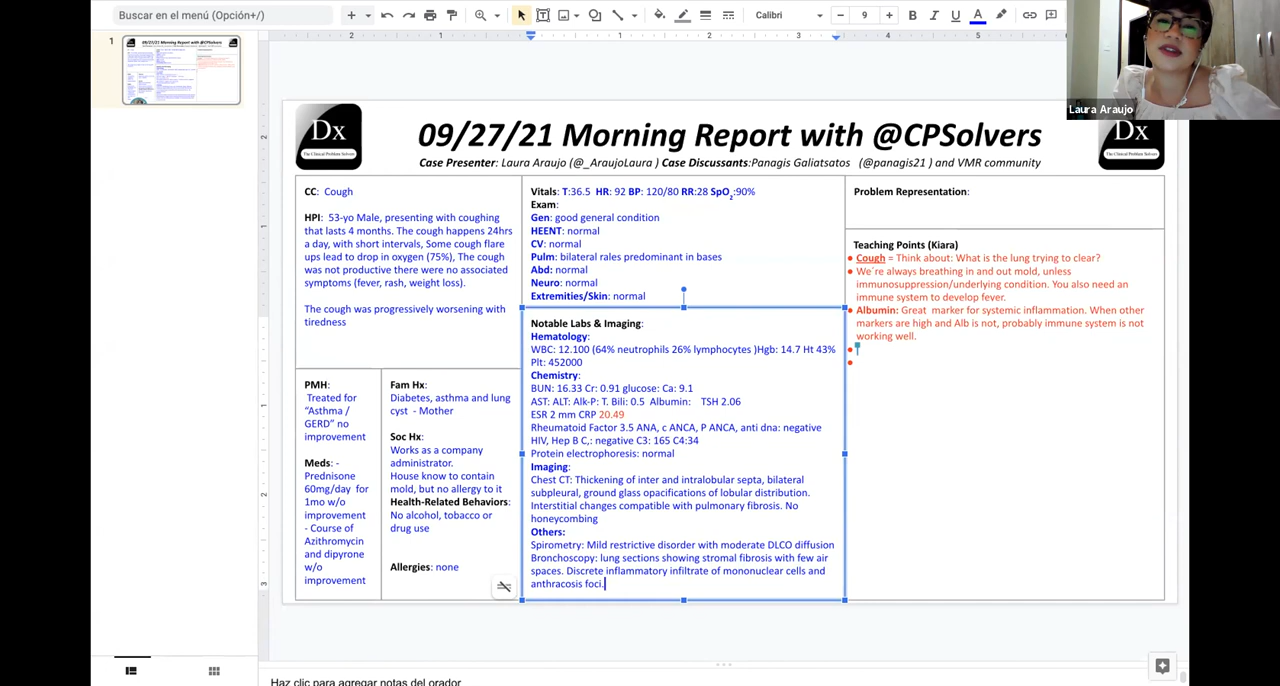 Buscar en el menú (Opción+/)
Calibri
9
Laura Araujo
1
2 1 1 2 3 4 5
Dx
The Clinical Problem Solvers
09/27/21 Morning Report with @CPSolvers
Case Presenter: Laura Araujo (@_AraujoLaura ) Case Discussants:Panagis Galiatsatos (@panagis21 ) and VMR community
Dx
The Clinical Problem Solvers
CC: Cough
HPI: 53-yo Male, presenting with coughing
that lasts 4 months. The cough happens 24hrs
a day, with short intervals, Some cough flare
ups lead to drop in oxygen (75%), The cough
was not productive there were no associated
symptoms (fever, rash, weight loss).
The cough was progressively worsening with
tiredness
PMH:
Treated for
"Asthma /
GERD" no
improvement
Meds: -
Prednisone
60mg/day for
1mo w/o
improvement
- Course of
Azithromycin
and dipyrone
w/o
improvement
Fam Hx:
Diabetes, asthma and lung
cyst - Mother
Soc Hx:
Works as a company
administrator.
House know to contain
mold, but no allergy to it
Health-Related Behaviors:
No alcohol, tobacco or
drug use
Allergies: none
Vitals: T:36.5 HR: 92 BP: 120/80 RR:28 SpO2:90%
Exam:
Gen: good general condition
HEENT: normal
CV: normal
Pulm: bilateral rales predominant in bases
Abd: normal
Neuro: normal
Extremities/Skin: normal
Notable Labs & Imaging:
Hematology:
WBC: 12.100 (64% neutrophils 26% lymphocytes )Hgb: 14.7 Ht 43%
Plt: 452000
Chemistry:
BUN: 16.33 Cr: 0.91 glucose: Ca: 9.1
AST: ALT: Alk-P: T. Bili: 0.5 Albumin: TSH 2.06
ESR 2 mm CRP 20.49
Rheumatoid Factor 3.5 ANA, c ANCA, P ANCA, anti dna: negative
HIV, Hep B C,: negative C3: 165 C4:34
Protein electrophoresis: normal
Imaging:
Chest CT: Thickening of inter and intralobular septa, bilateral
subpleural, ground glass opacifications of lobular distribution.
Interstitial changes compatible with pulmonary fibrosis. No
honeycombing
Others:
Spirometry: Mild restrictive disorder with moderate DLCO diffusion
Bronchoscopy: lung sections showing stromal fibrosis with few air
spaces. Discrete inflammatory infiltrate of mononuclear cells and
anthracosis foci.
Problem Representation:
Teaching Points (Kiara)
● Cough = Think about: What is the lung trying to clear?
● We´re always breathing in and out mold, unless
immunosuppression/underlying condition. You also need an
immune system to develop fever.
● Albumin: Great marker for systemic inflammation. When other
markers are high and Alb is not, probably immune system is not
working well.
Haz clic para agregar notas del orador